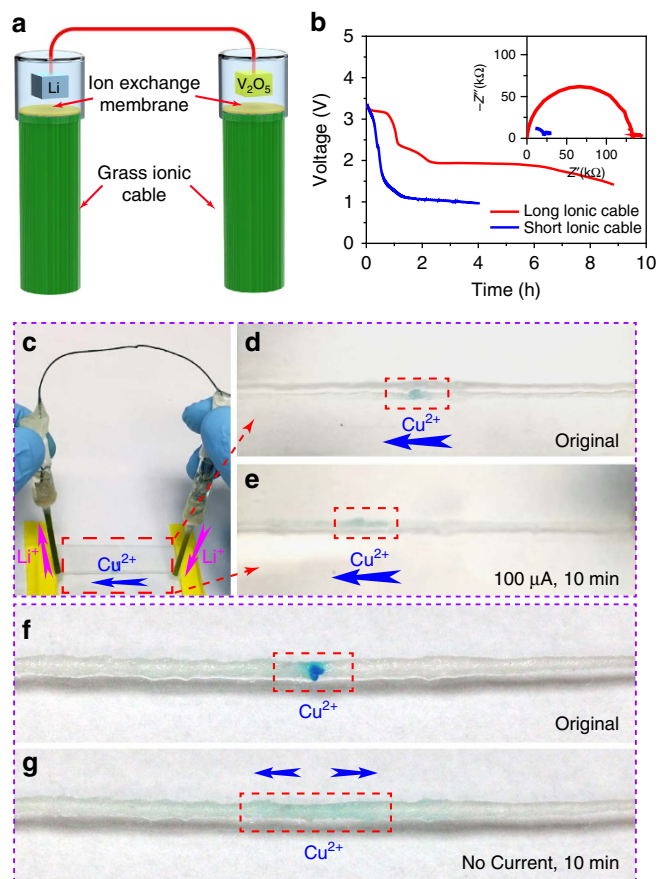 a
Li
V₂O₅
Ion exchange
membrane
Grass ionic
cable
b
Voltage (V)
5
4
3
2
1
0
0
2
4
6
8
10
Time (h)
−Z″(kΩ)
100
50
0
0
50
100
Z′(kΩ)
Long Ionic cable
Short Ionic cable
c
Li⁺
Cu²⁺
Li⁺
d
Cu²⁺
Original
e
Cu²⁺
100 μA, 10 min
f
Cu²⁺
Original
g
Cu²⁺
No Current, 10 min